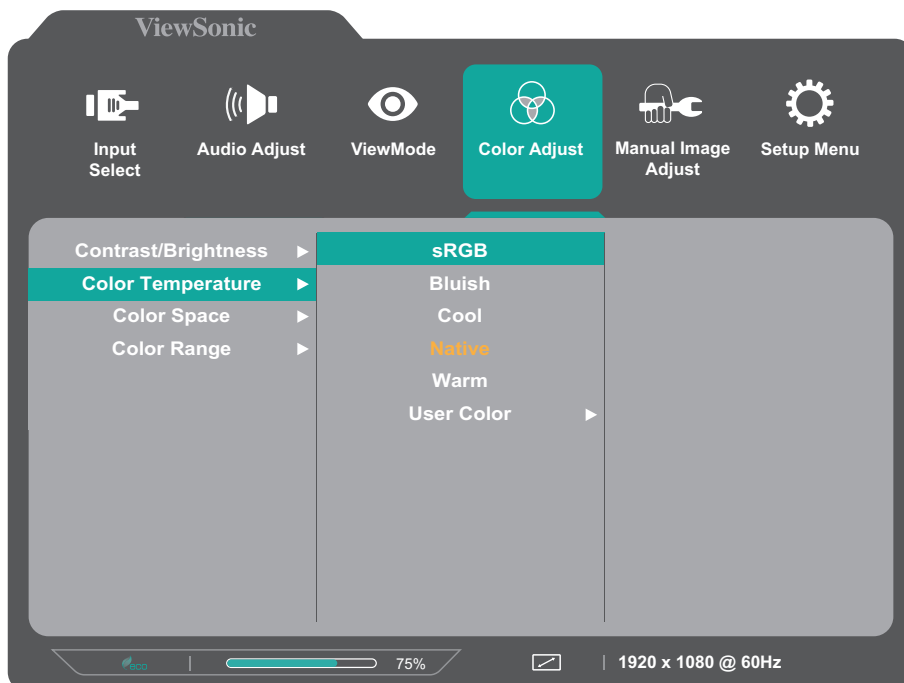 ViewSonic
Input Select
Audio Adjust
ViewMode
Color Adjust
Manual Image Adjust
Setup Menu
Contrast/Brightness ▶
Color Temperature ▶
Color Space ▶
Color Range ▶
sRGB
Bluish
Cool
Native
Warm
User Color ▶
eco
75%
1920 x 1080 @ 60Hz